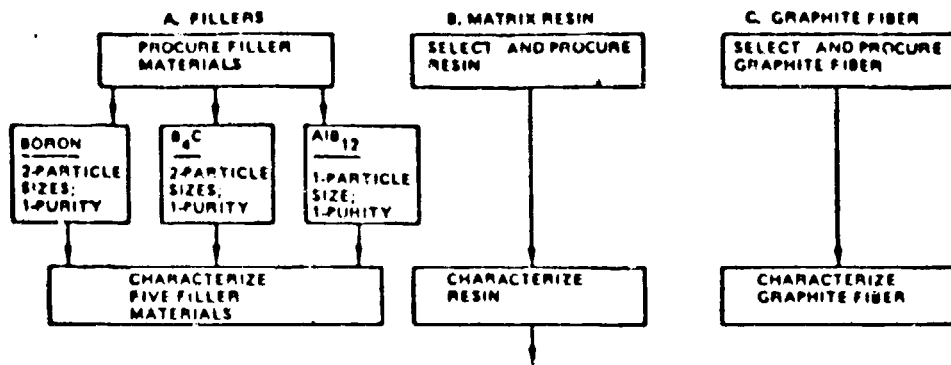 A. FILLERS
PROCURE FILLER
MATERIALS
BORON
2-PARTICLE
SIZES;
1-PURITY
B4C
2-PARTICLE
SIZES;
1-PURITY
AlB12
1-PARTICLE
SIZE;
1-PURITY
CHARACTERIZE
FIVE FILLER
MATERIALS
B. MATRIX RESIN
SELECT AND PROCURE
RESIN
CHARACTERIZE
RESIN
C. GRAPHITE FIBER
SELECT AND PROCURE
GRAPHITE FIBER
CHARACTERIZE
GRAPHITE FIBER